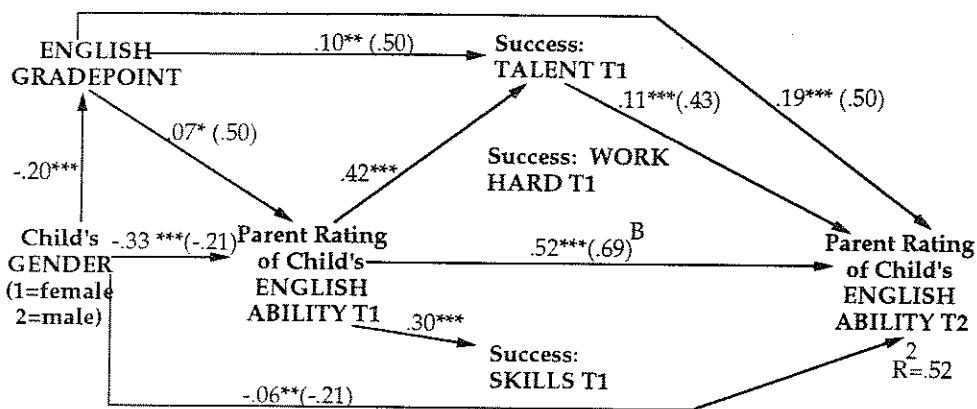 .10** (.50)
ENGLISH
GRADEPOINT
Success:
TALENT T1
.11***(.43)
.19*** (.50)
.07* (.50)
-.20***
.42***
Success: WORK
HARD T1
Child's
GENDER
(1=female
2=male)
-.33 ***(-.21)
Parent Rating
of Child's
ENGLISH
ABILITY T1
.52***(.69)B
Parent Rating
of Child's
ENGLISH
ABILITY T2
2
R=.52
.30***
Success:
SKILLS T1
-.06**(-.21)